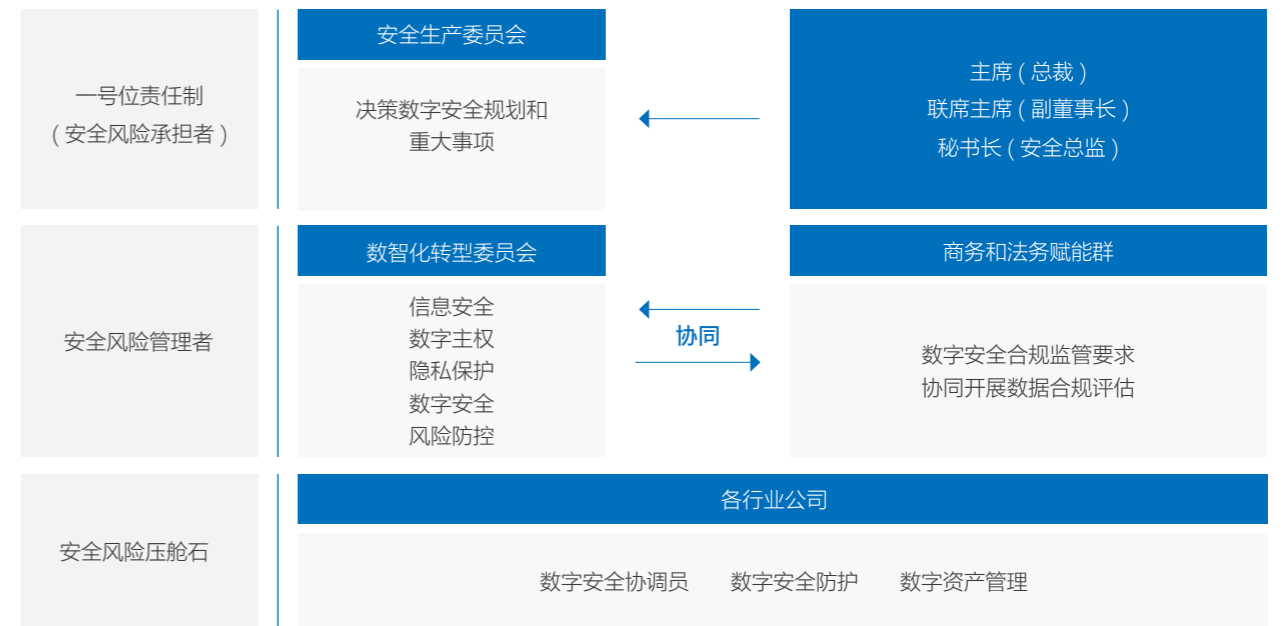 一号位责任制
(安全风险承担者)
安全生产委员会
决策数字安全规划和
重大事项
主席(总裁)
联席主席(副董事长)
秘书长(安全总监)
安全风险管理者
数智化转型委员会
信息安全
数字主权
隐私保护
数字安全
风险防控
协同
商务和法务赋能群
数字安全合规监管要求
协同开展数据合规评估
安全风险压舱石
各行业公司
数字安全协调员 数字安全防护 数字资产管理